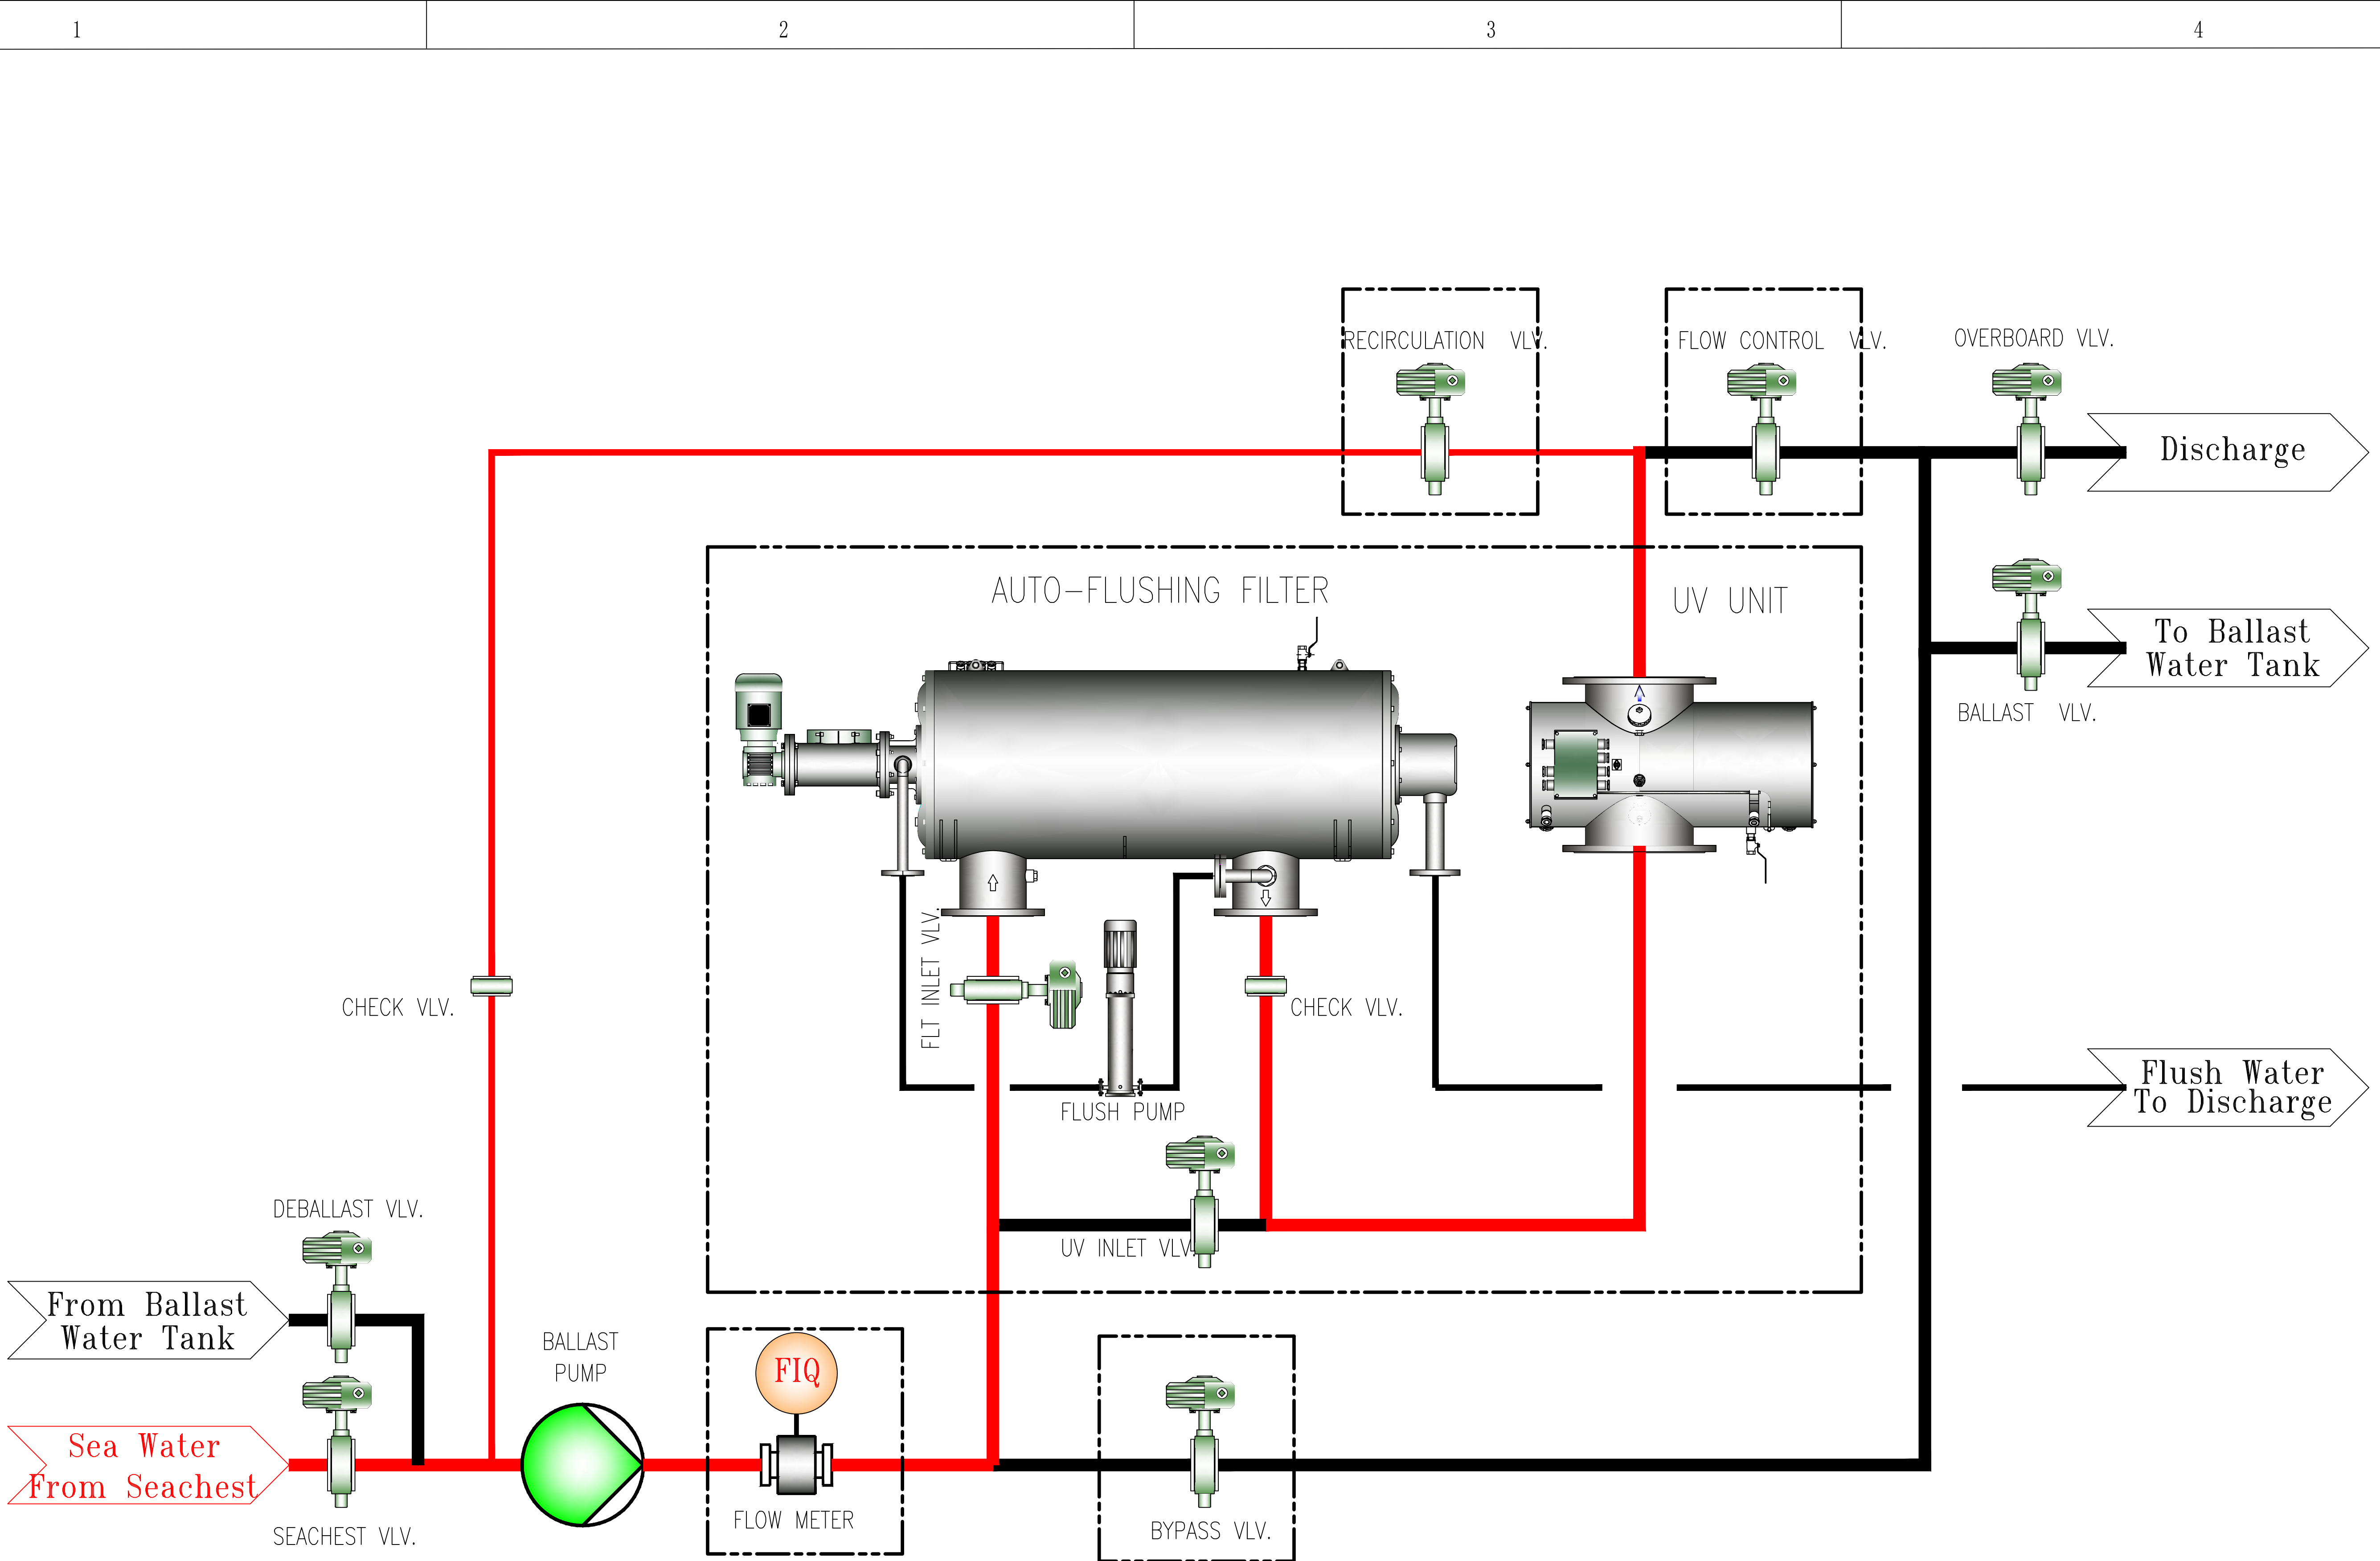 1
2
3
4
RECIRCULATION VLV.
FLOW CONTROL VLV.
OVERBOARD VLV.
Discharge
AUTO-FLUSHING FILTER
UV UNIT
To Ballast
Water Tank
BALLAST VLV.
FLT INLET VLV.
CHECK VLV.
CHECK VLV.
Flush Water
To Discharge
FLUSH PUMP
DEBALLAST VLV.
UV INLET VLV.
From Ballast
Water Tank
BALLAST
PUMP
FIQ
Sea Water
From Seachest
FLOW METER
BYPASS VLV.
SEACHEST VLV.